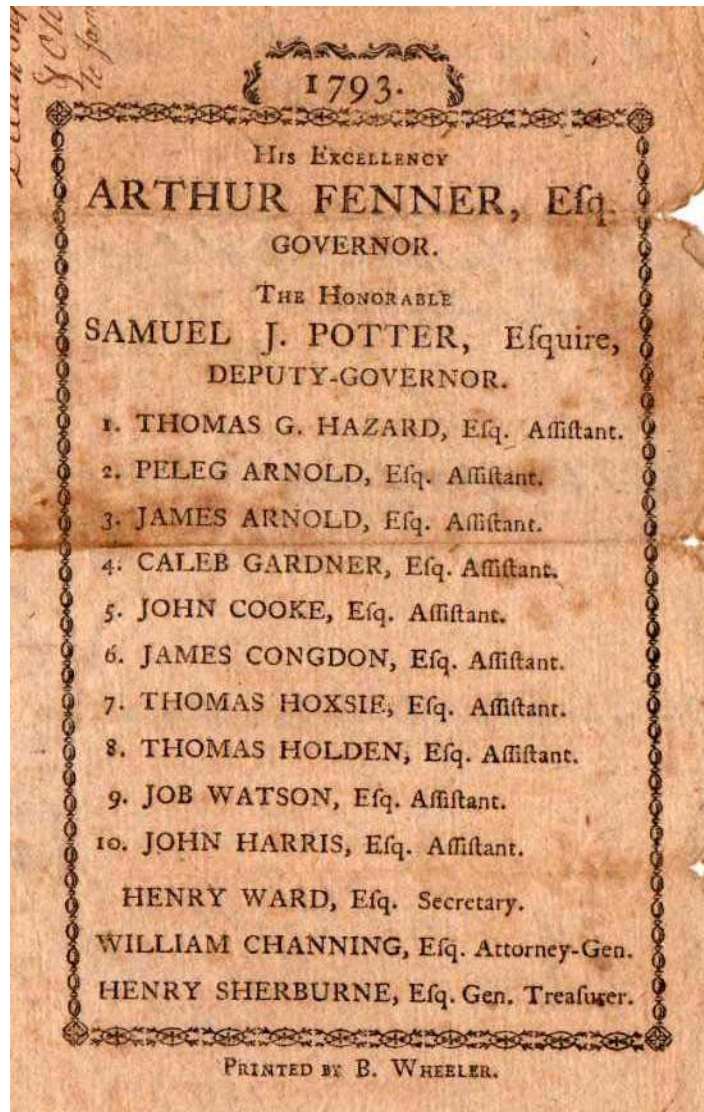 1793.
His Excellency
ARTHUR FENNER, Eſq.
GOVERNOR.
The Honorable
SAMUEL J. POTTER, Eſquire,
DEPUTY-GOVERNOR.
1. THOMAS G. HAZARD, Eſq. Aſſiſtant.
2. PELEG ARNOLD, Eſq. Aſſiſtant.
3. JAMES ARNOLD, Eſq. Aſſiſtant.
4. CALEB GARDNER, Eſq. Aſſiſtant.
5. JOHN COOKE, Eſq. Aſſiſtant.
6. JAMES CONGDON, Eſq. Aſſiſtant.
7. THOMAS HOXSIE, Eſq. Aſſiſtant.
8. THOMAS HOLDEN, Eſq. Aſſiſtant.
9. JOB WATSON, Eſq. Aſſiſtant.
10. JOHN HARRIS, Eſq. Aſſiſtant.
HENRY WARD, Eſq. Secretary.
WILLIAM CHANNING, Eſq. Attorney-Gen.
HENRY SHERBURNE, Eſq. Gen. Treaſurer.
Printed by B. Wheeler.